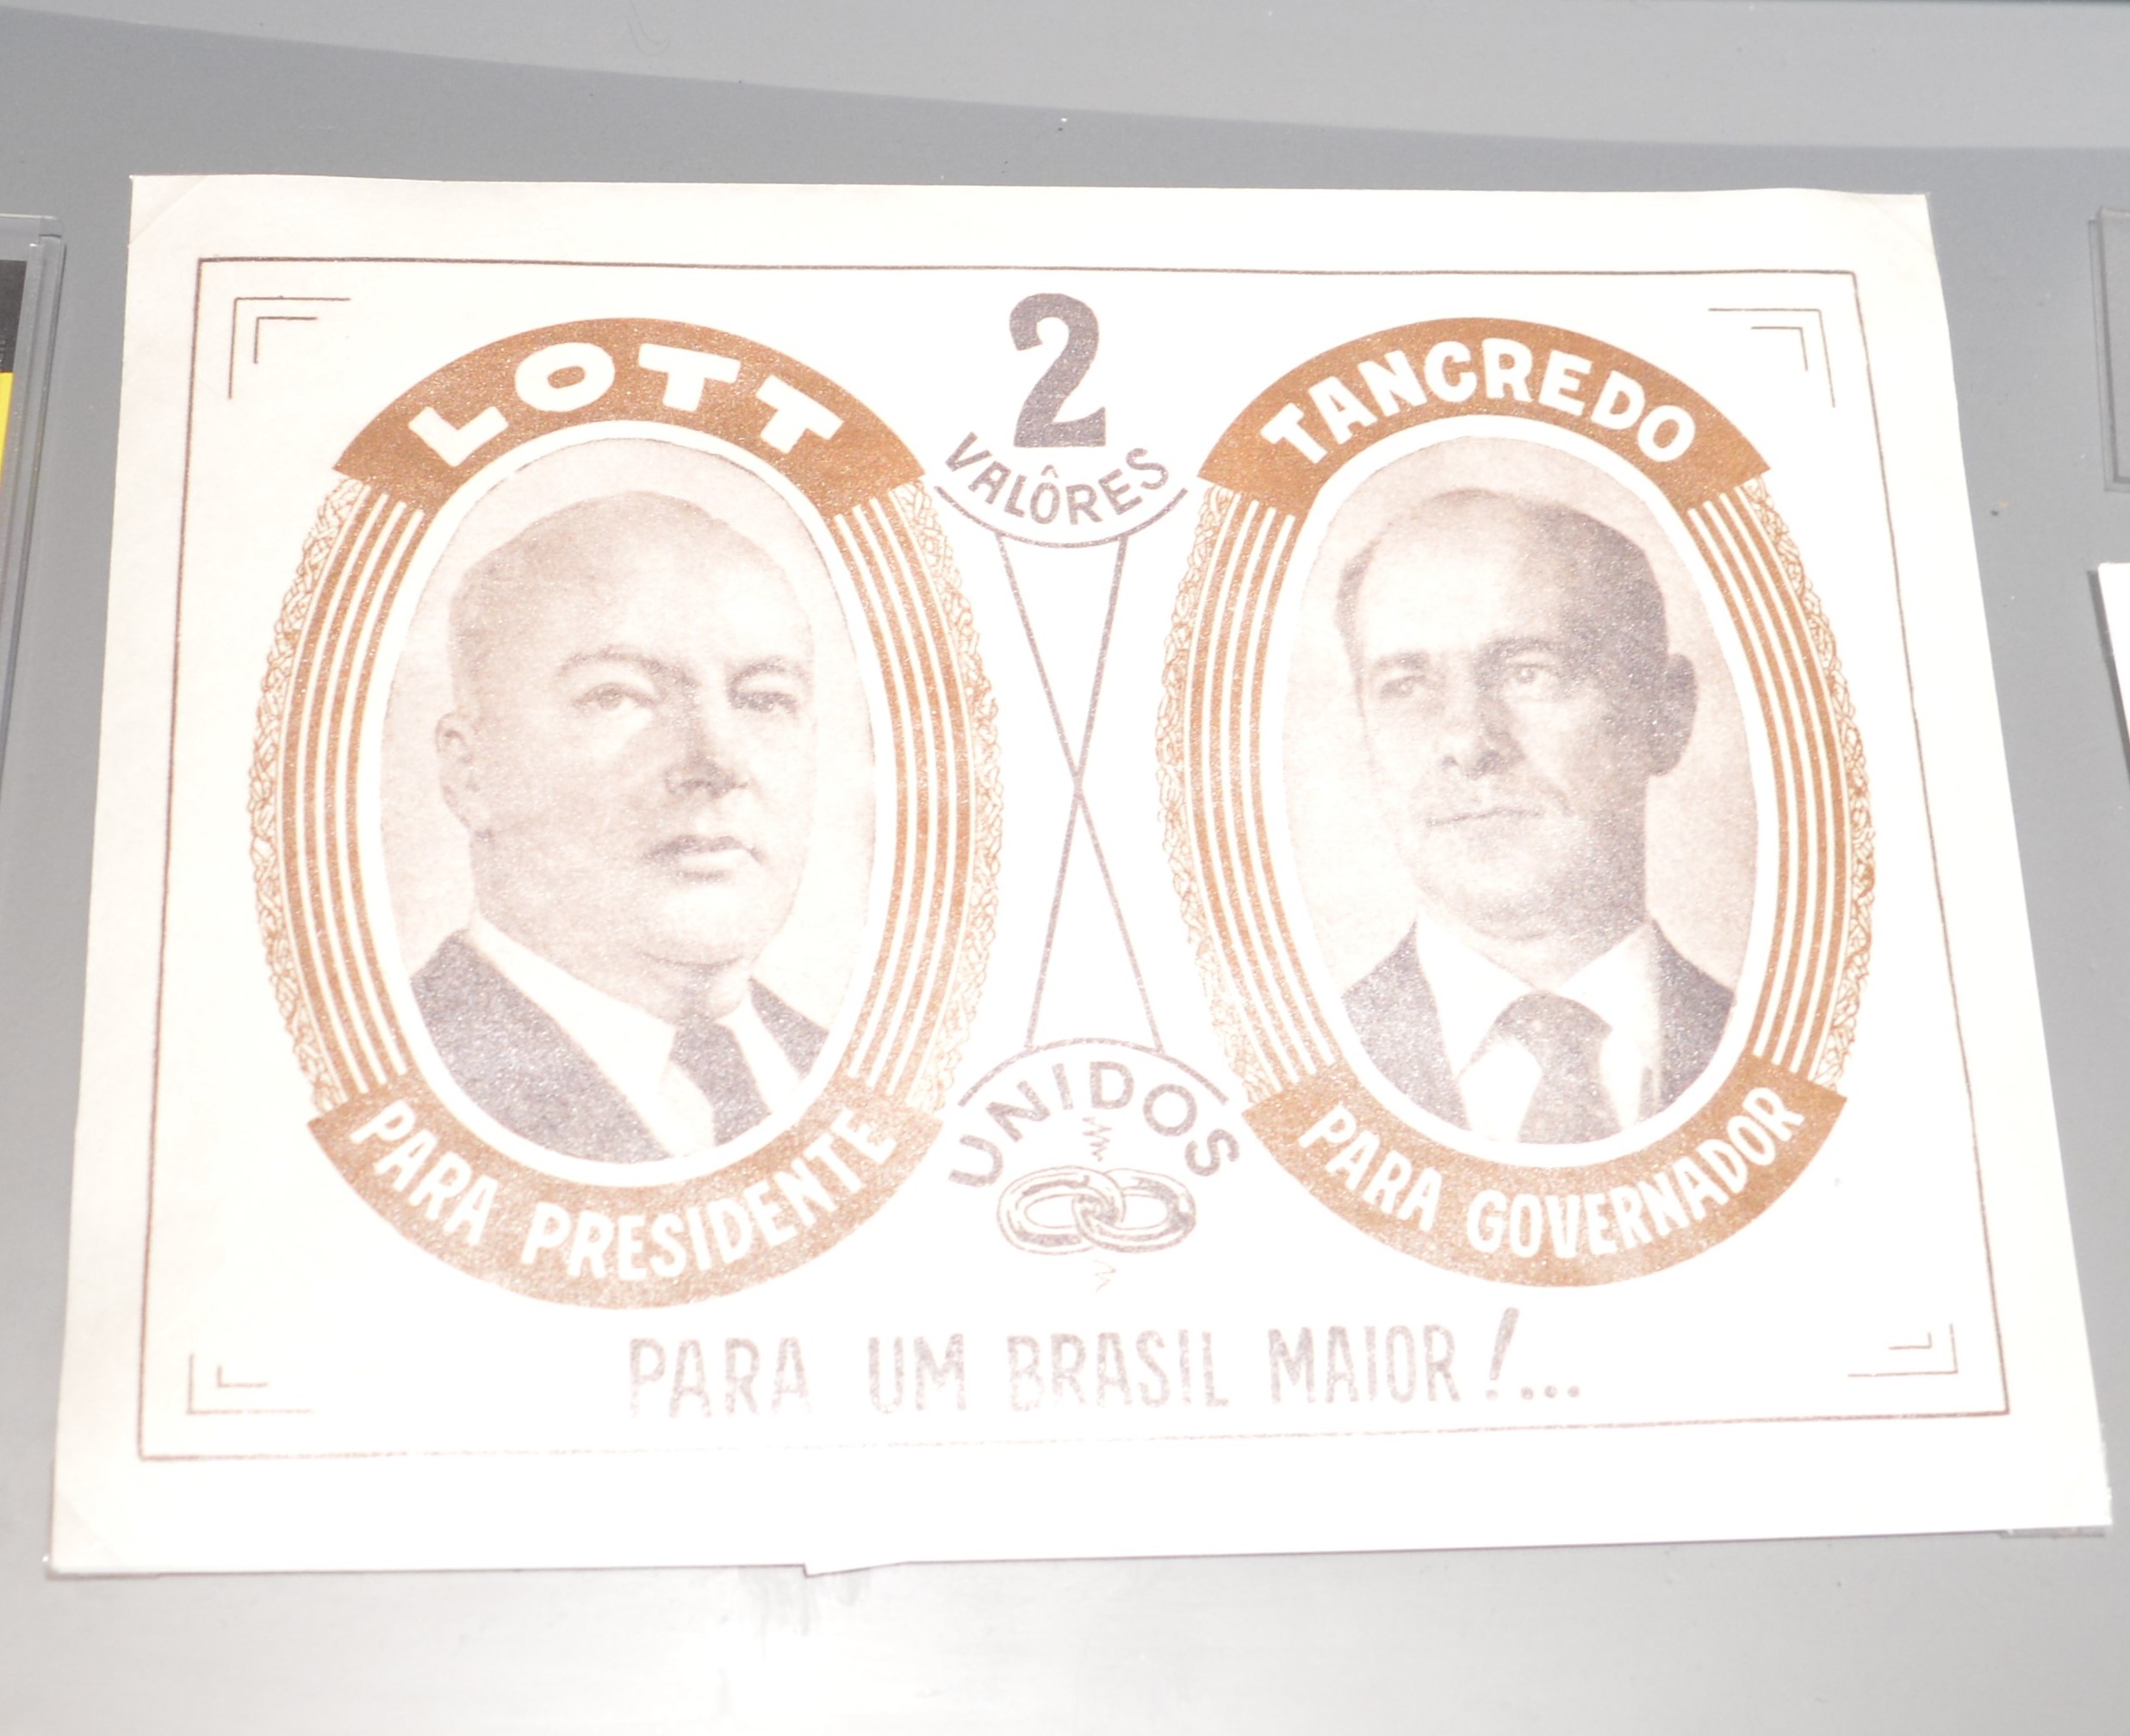 LOTT
PARA PRESIDENTE
2
VALÔRES
UNIDOS
TANCREDO
PARA GOVERNADOR
PARA UM BRASIL MAIOR!...